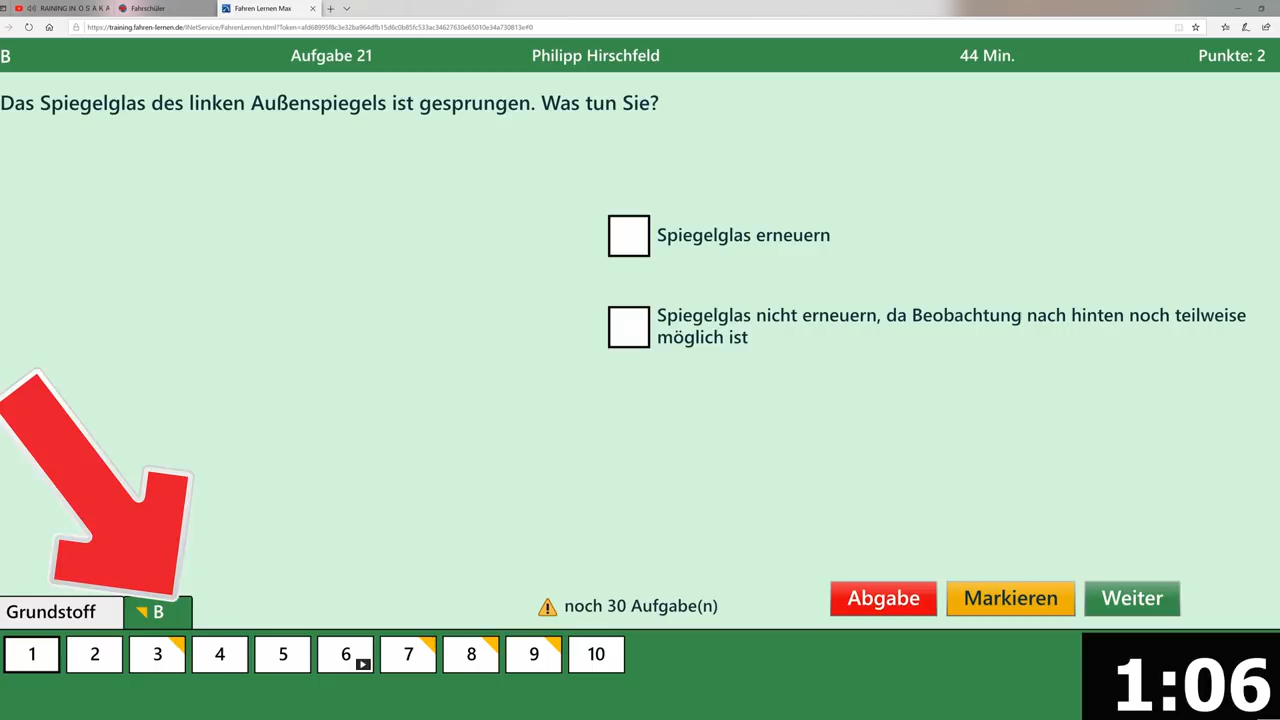 RAINING IN O S A K A
Fahrschüler
Fahren Lernen Max
B
Aufgabe 21
Philipp Hirschfeld
44 Min.
Punkte: 2
Das Spiegelglas des linken Außenspiegels ist gesprungen. Was tun Sie?
Spiegelglas erneuern
Spiegelglas nicht erneuern, da Beobachtung nach hinten noch teilweise
möglich ist
Grundstoff
B
noch 30 Aufgabe(n)
Abgabe
Markieren
Weiter
1 2 3 4 5 6 7 8 9 10
1:06